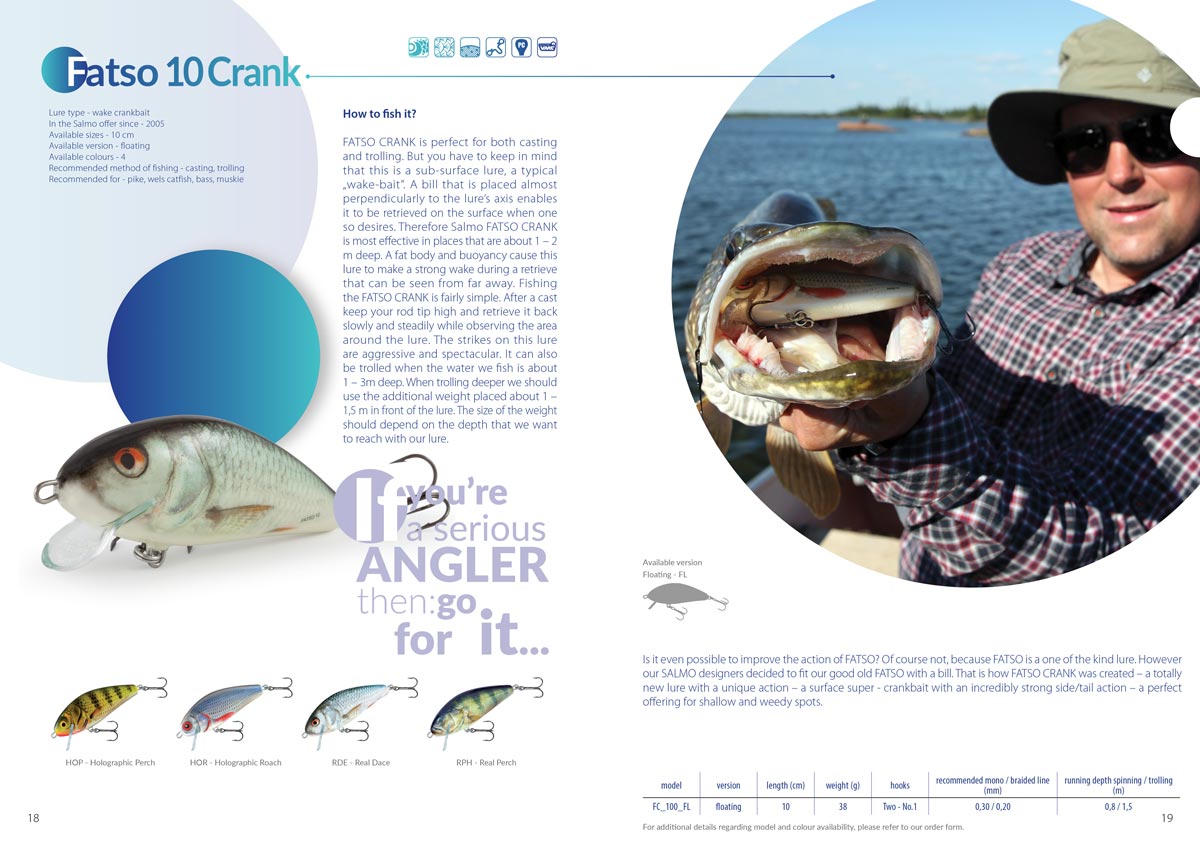 Fatso 10 Crank
Lure type - wake crankbait
In the Salmo offer since - 2005
Available sizes - 10 cm
Available version - floating
Available colours - 4
Recommended method of fishing - casting, trolling
Recommended for - pike, wels catfish, bass, muskie
PC
VMC
How to fish it?
FATSO CRANK is perfect for both casting
and trolling. But you have to keep in mind
that this is a sub-surface lure, a typical
„wake-bait”. A bill that is placed almost
perpendicularly to the lure’s axis enables
it to be retrieved on the surface when one
so desires. Therefore Salmo FATSO CRANK
is most effective in places that are about 1 – 2
m deep. A fat body and buoyancy cause this
lure to make a strong wake during a retrieve
that can be seen from far away. Fishing
the FATSO CRANK is fairly simple. After a cast
keep your rod tip high and retrieve it back
slowly and steadily while observing the area
around the lure. The strikes on this lure
are aggressive and spectacular. It can also
be trolled when the water we fish is about
1 – 3m deep. When trolling deeper we should
use the additional weight placed about 1 –
1,5 m in front of the lure. The size of the weight
should depend on the depth that we want
to reach with our lure.
FATSO 10
If you’re
a serious
ANGLER
then:go
for it...
HOP - Holographic Perch
HOR - Holographic Roach
RDE - Real Dace
RPH - Real Perch
18
Available version
Floating - FL
Is it even possible to improve the action of FATSO? Of course not, because FATSO is a one of the kind lure. However
our SALMO designers decided to fit our good old FATSO with a bill. That is how FATSO CRANK was created – a totally
new lure with a unique action – a surface super - crankbait with an incredibly strong side/tail action – a perfect
offering for shallow and weedy spots.
model version length (cm) weight (g) hooks recommended mono / braided line (mm) running depth spinning / trolling (m)
FC_100_FL floating 10 38 Two - No.1 0,30 / 0,20 0,8 / 1,5
For additional details regarding model and colour availability, please refer to our order form.
19